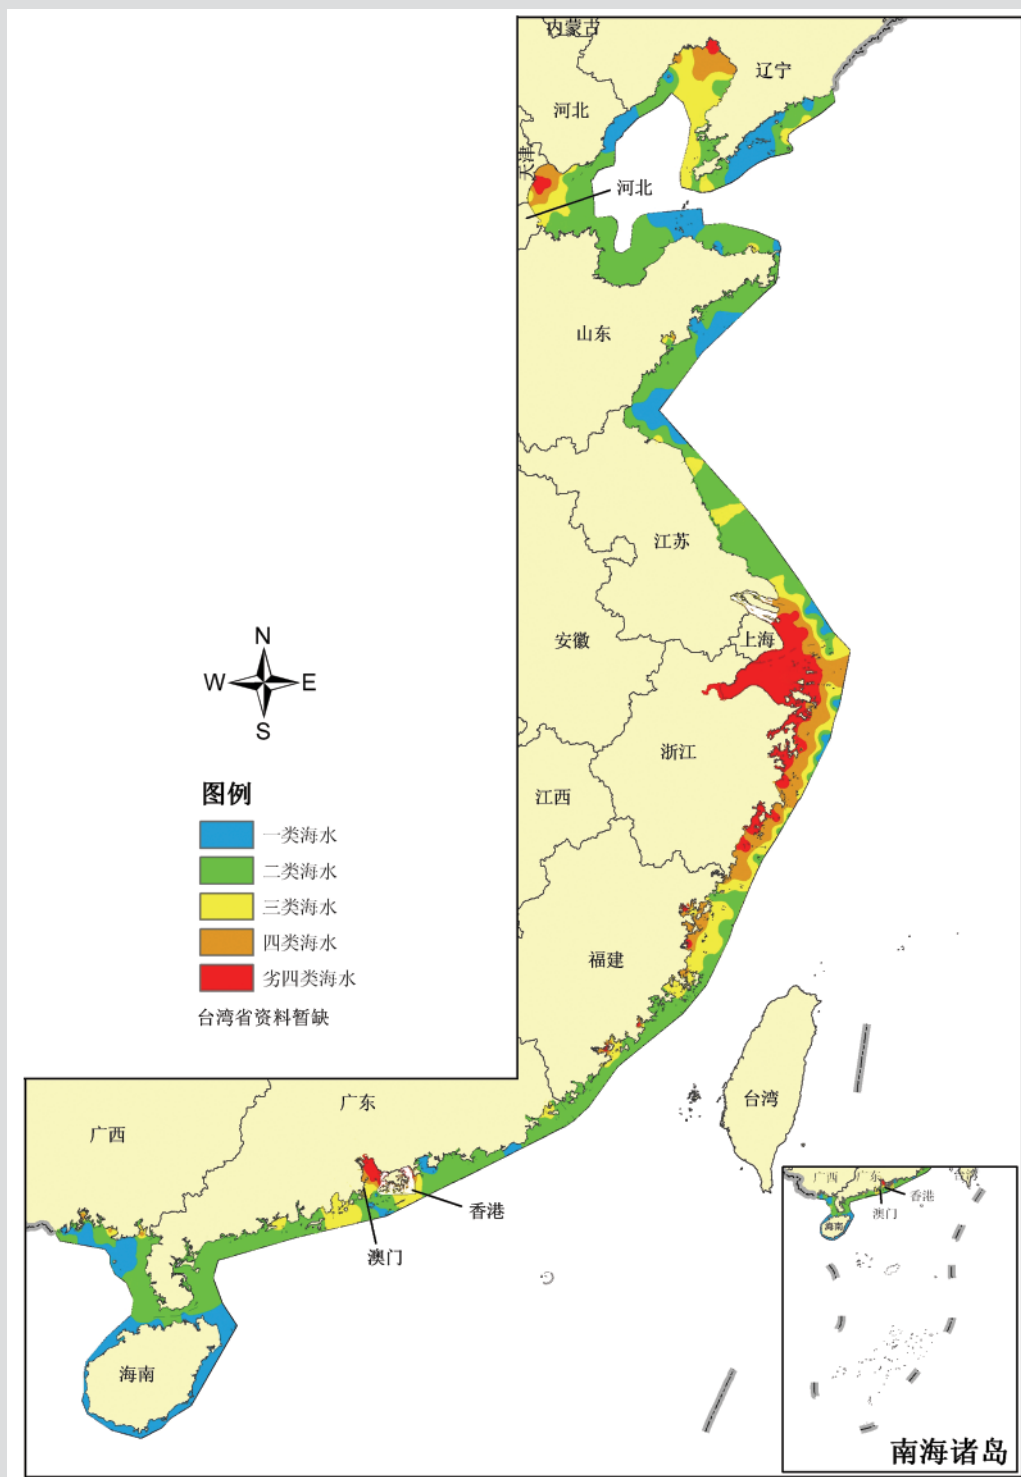 内蒙古
辽宁
河北
天津
河北
山东
江苏
安徽
上海
浙江
江西
福建
台湾
N
W
E
S
图例
一类海水
二类海水
三类海水
四类海水
劣四类海水
台湾省资料暂缺
广东
广西
香港
澳门
海南
广西
广东
台湾
香港
澳门
海南
南海诸岛